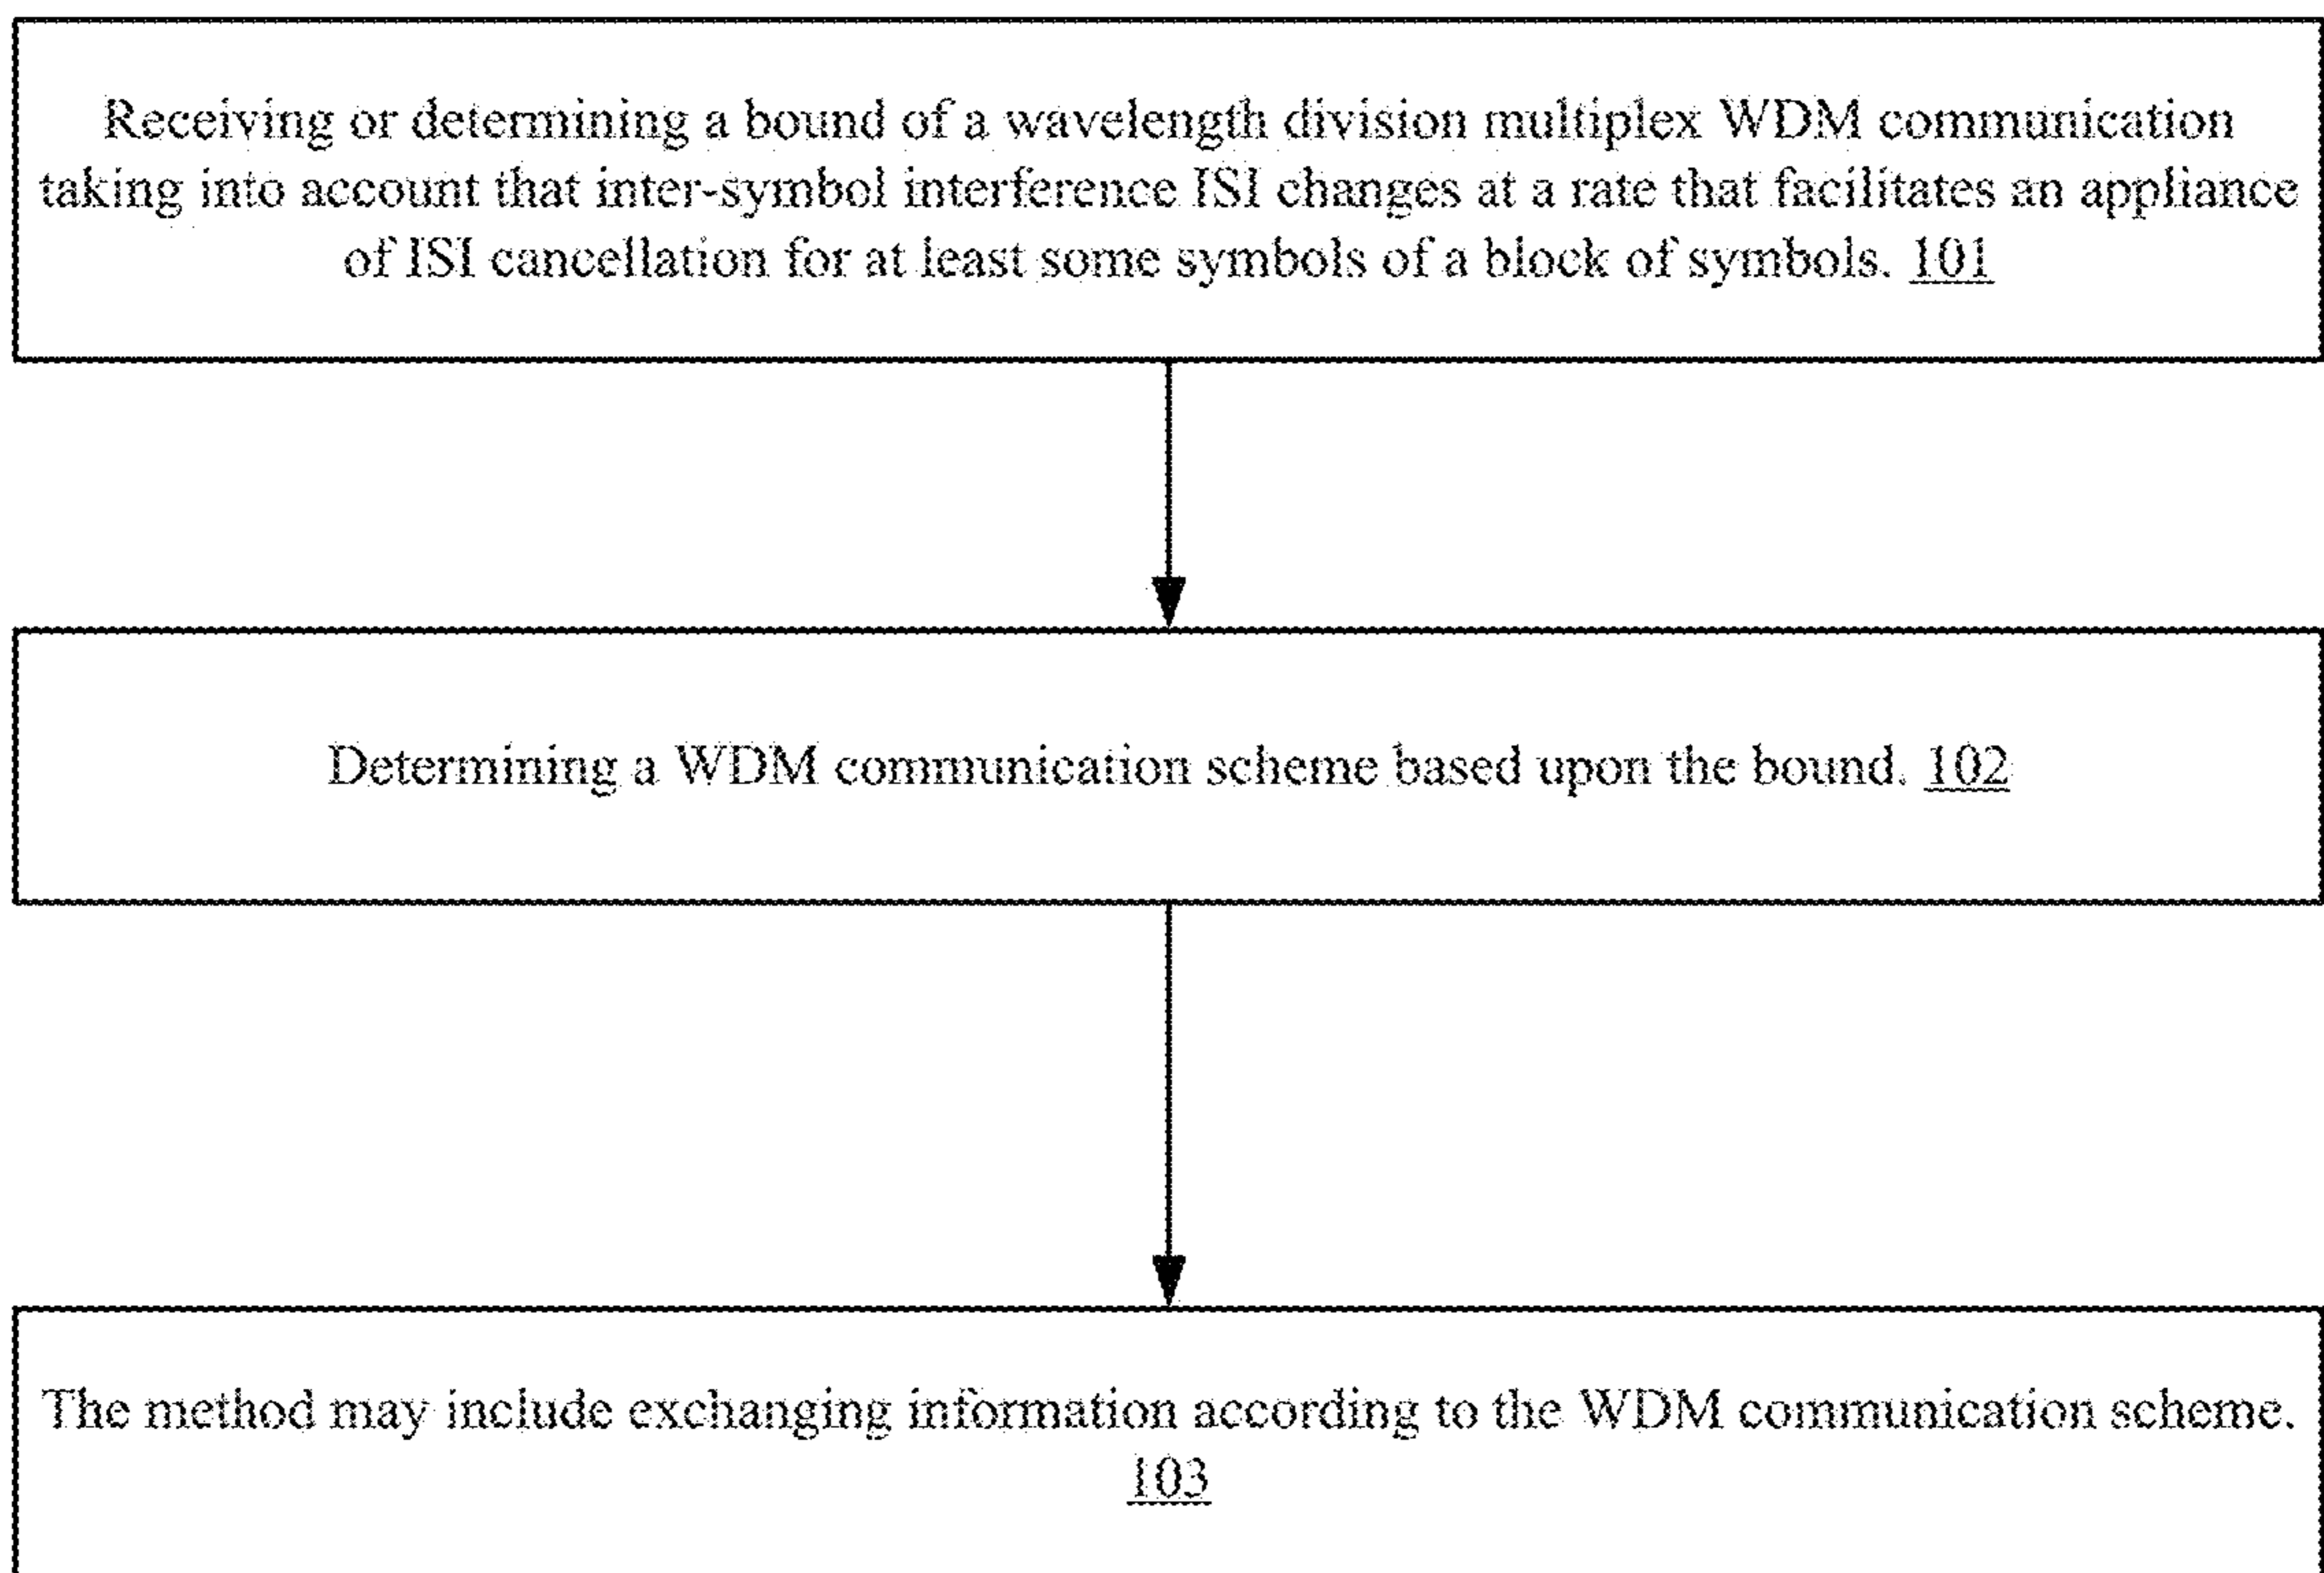 Receiving or determining a bound of a wavelength division multiplex WDM communication
taking into account that inter-symbol interference ISI changes at a rate that facilitates an appliance
of ISI cancellation for at least some symbols of a block of symbols. 101
Determining a WDM communication scheme based upon the bound. 102
The method may include exchanging information according to the WDM communication scheme.
103